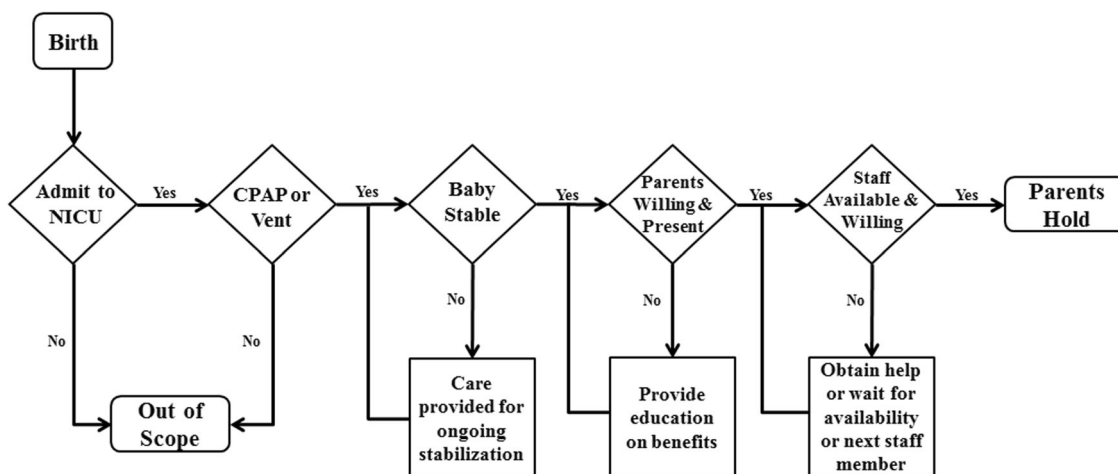 Birth
Admit to
NICU
Yes
CPAP or
Vent
Yes
Baby
Stable
Yes
Parents
Willing &
Present
Yes
Staff
Available &
Willing
Yes
Parents
Hold
No
No
No
No
No
Out of
Scope
Care
provided for
ongoing
stabilization
Provide
education
on benefits
Obtain help
or wait for
availability
or next staff
member